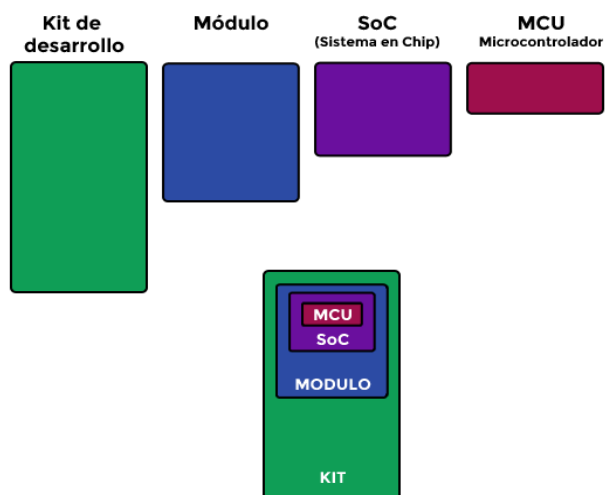 Kit de
desarrollo
Módulo
SoC
(Sistema en Chip)
MCU
Microcontrolador
MCU
SoC
MODULO
KIT